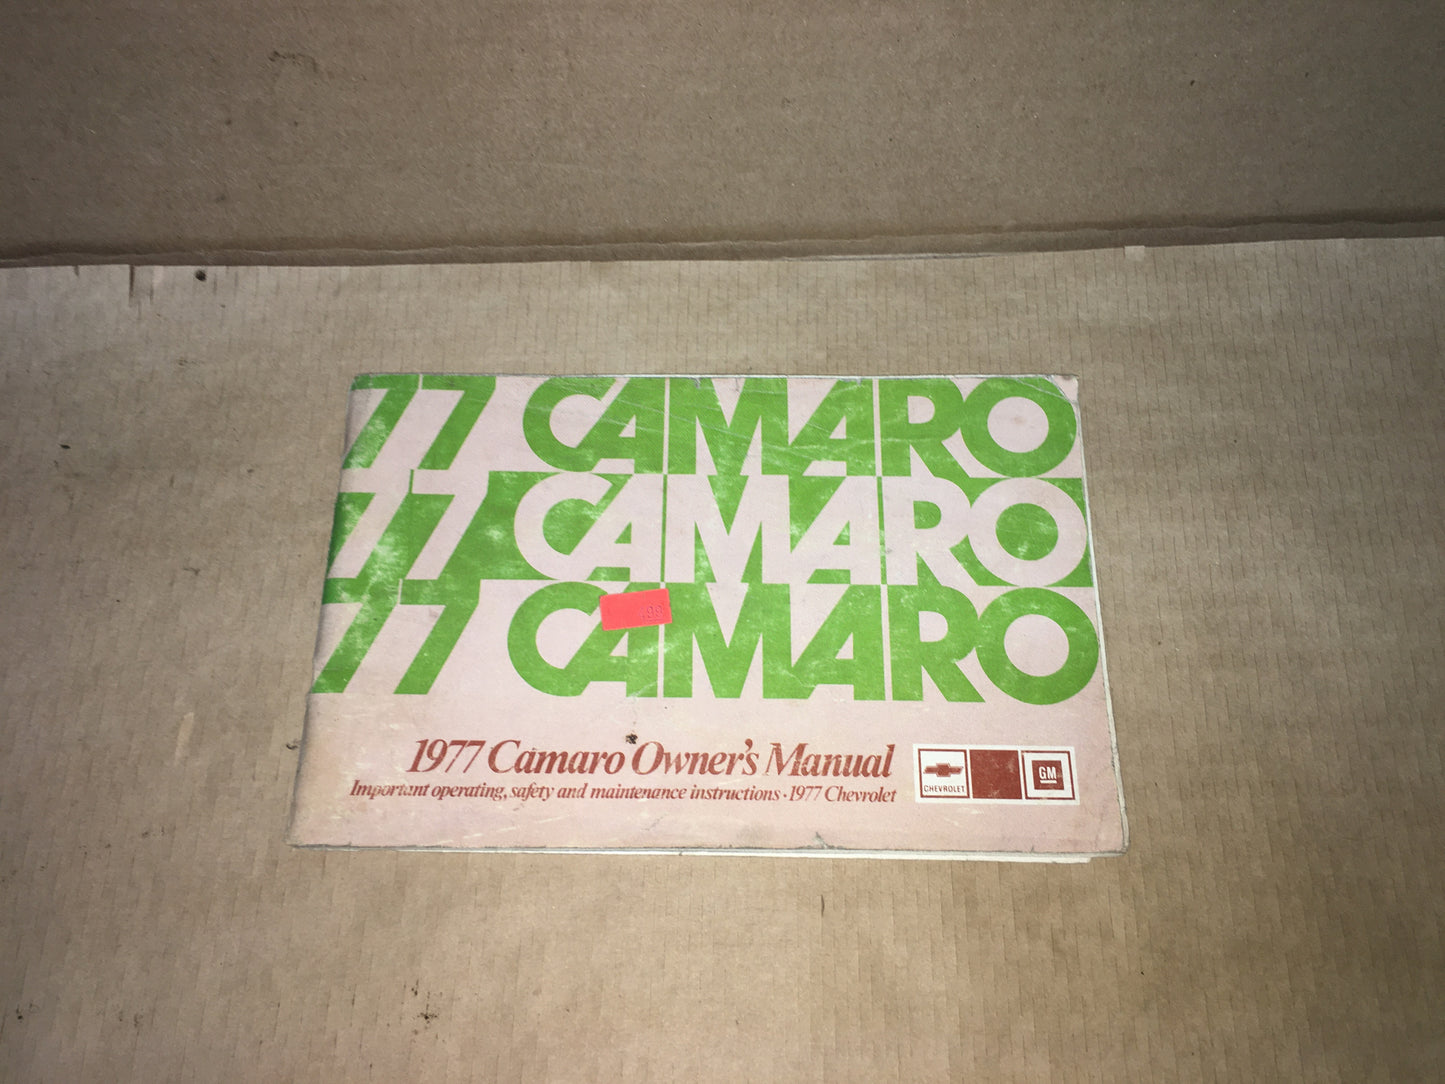 77 CAMARO
77 CAMARO
77 CAMARO
.99
1977 Camaro Owner's Manual
Important operating, safety and maintenance instructions · 1977 Chevrolet
CHEVROLET
GM